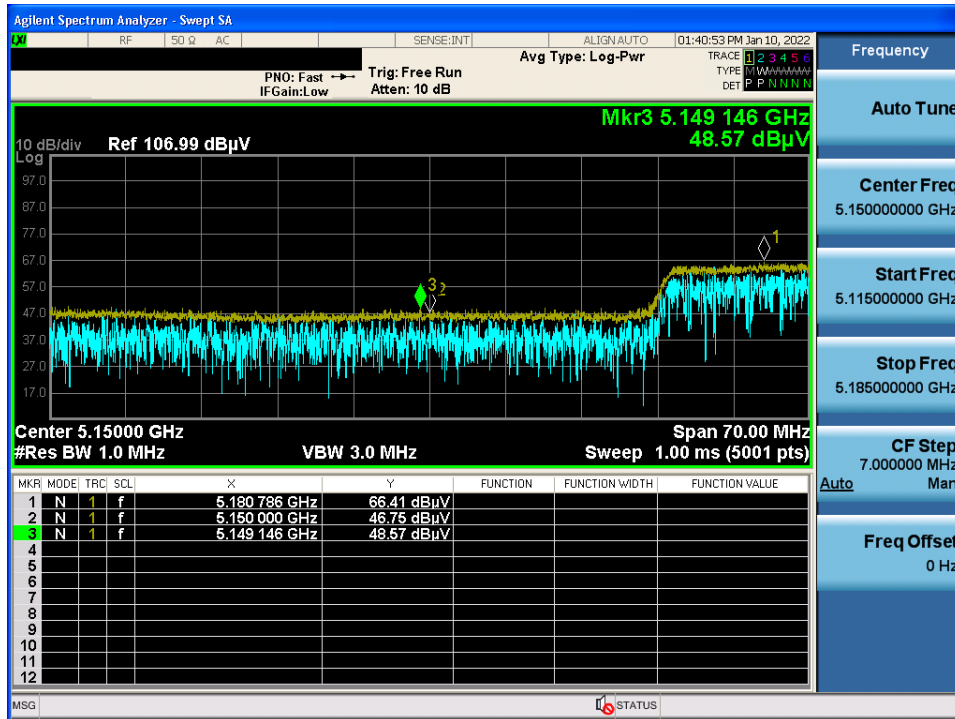 Agilent Spectrum Analyzer - Swept SA
LXI RF 50 Ω AC SENSE:INT ALIGN AUTO 01:40:53 PM Jan 10, 2022
PNO: Fast Trig: Free Run Avg Type: Log-Pwr TRACE 1 2 3 4 5 6
IFGain:Low Atten: 10 dB TYPE M WWWWW
DET P P N N N N
Mkr3 5.149 146 GHz
48.57 dBµV
10 dB/div Ref 106.99 dBµV
Log
97.0
87.0
77.0
67.0
57.0
47.0
37.0
27.0
17.0
1
3 2
Center 5.15000 GHz Span 70.00 MHz
#Res BW 1.0 MHz VBW 3.0 MHz Sweep 1.00 ms (5001 pts)
MKR MODE TRC SCL X Y FUNCTION FUNCTION WIDTH FUNCTION VALUE
1 N 1 f 5.180 786 GHz 66.41 dBµV
2 N 1 f 5.150 000 GHz 46.75 dBµV
3 N 1 f 5.149 146 GHz 48.57 dBµV
4
5
6
7
8
9
10
11
12
MSG STATUS
Frequency
Auto Tune
Center Freq
5.150000000 GHz
Start Freq
5.115000000 GHz
Stop Freq
5.185000000 GHz
CF Step
7.000000 MHz
Auto Man
Freq Offset
0 Hz